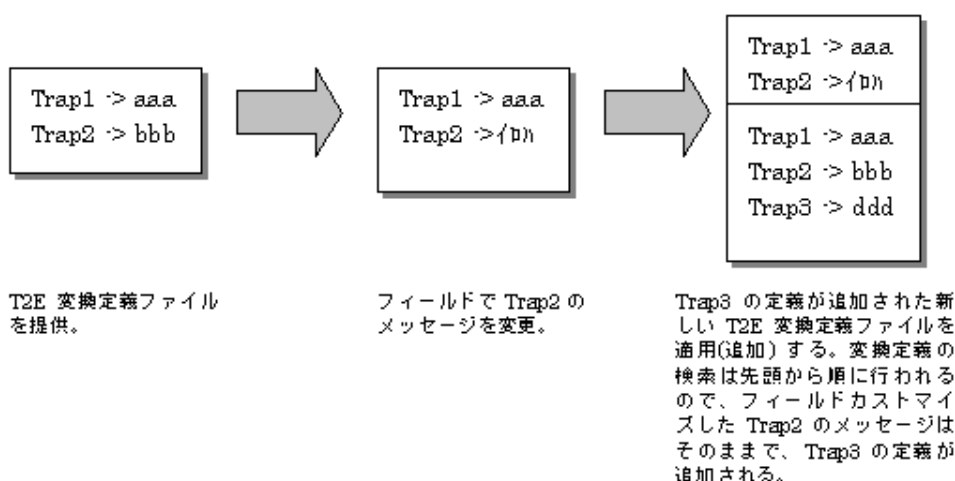 Trap1 -> aaa
Trap2 -> bbb
Trap1 -> aaa
Trap2 ->ｲﾛﾊ
Trap1 -> aaa
Trap2 ->ｲﾛﾊ
Trap1 -> aaa
Trap2 -> bbb
Trap3 -> ddd
T2E 変換定義ファイル
を提供。
フィールドで Trap2 の
メッセージを変更。
Trap3 の定義が追加された新
しい T2E 変換定義ファイルを
適用(追加) する。変換定義の
検索は先頭から順に行われる
ので、フィールドカストマイ
ズした Trap2 のメッセージは
そのままで、Trap3 の定義が
追加される。